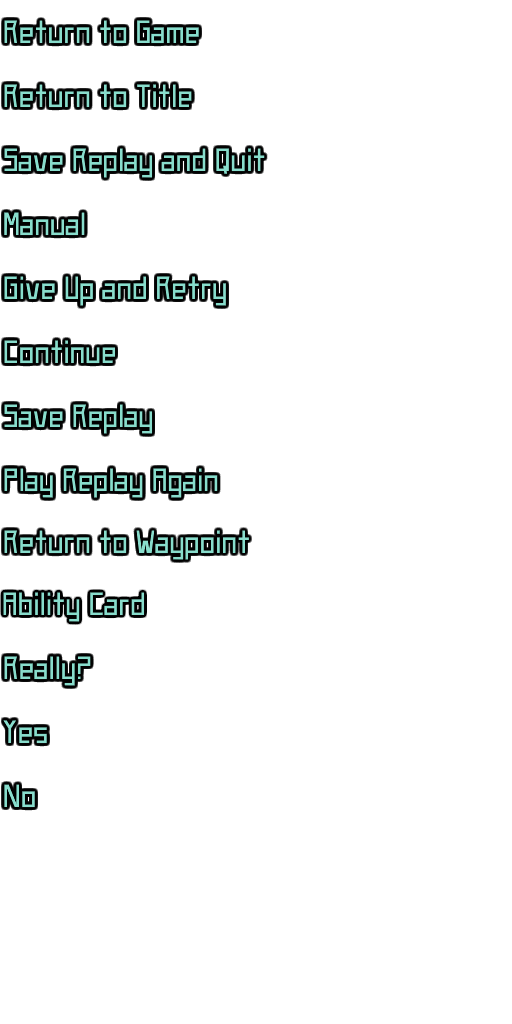 Return to Game
Return to Title
Save Replay and Quit
Manual
Give Up and Retry
Continue
Save Replay
Play Replay Again
Return to Waypoint
Ability Card
Really?
Yes
No